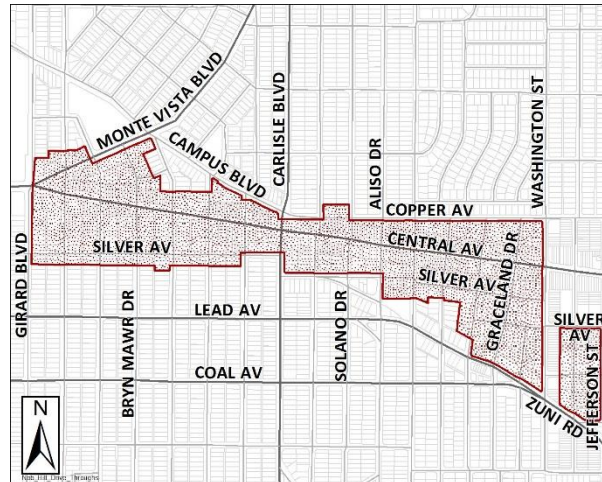 MONTE VISTA BLVD
CAMPUS BLVD
CARLISLE BLVD
ALISO DR
WASHINGTON ST
COPPER AV
CENTRAL AV
SILVER AV
SILVER AV
GRACELAND DR
SILVER AV
GIRARD BLVD
BRYN MAWR DR
LEAD AV
SOLANO DR
COAL AV
ZUNI RD
JEFFERSON ST
N
Nob_Hill_Drive_Throughs